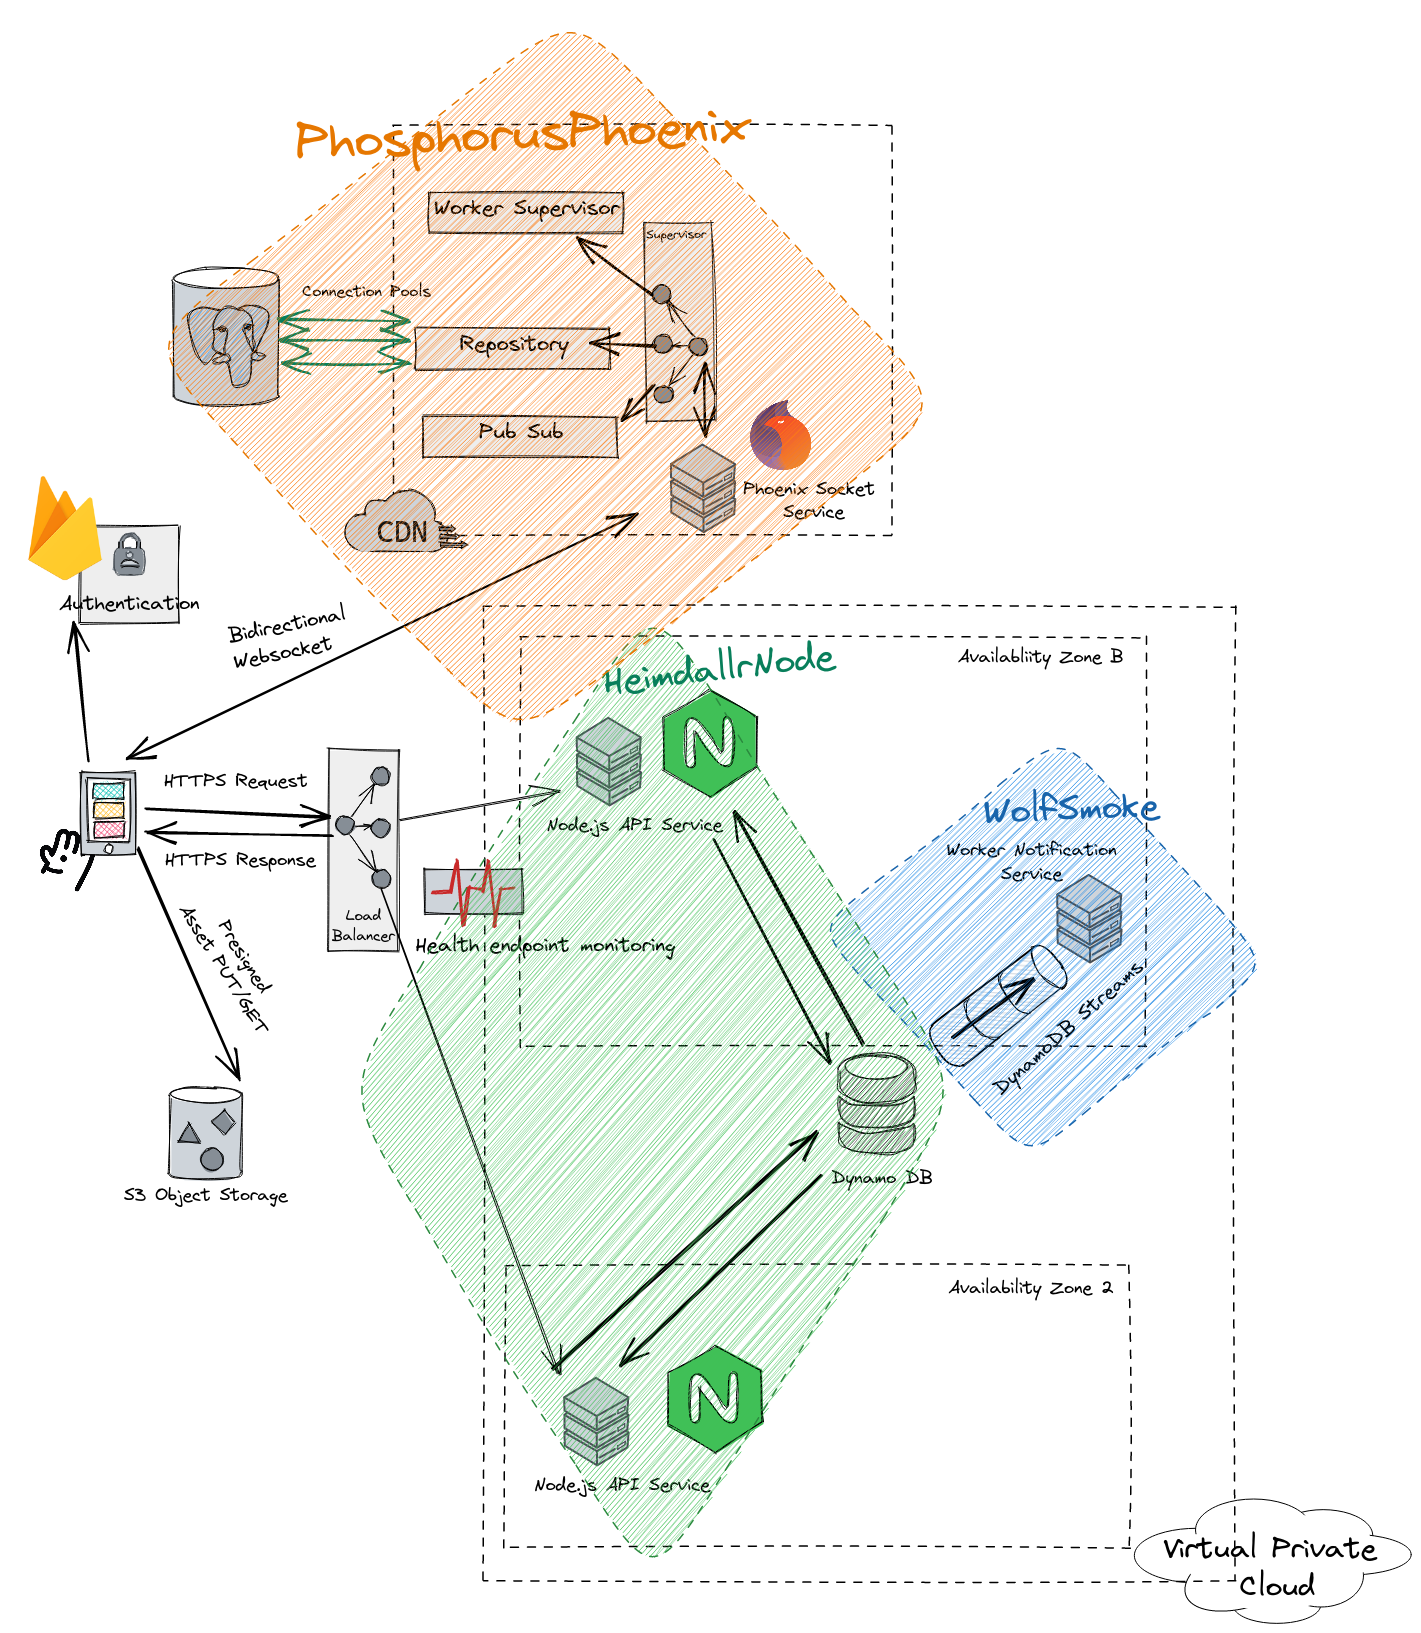 PhosphorusPhoenix
Worker Supervisor
Supervisor
Connection Pools
Repository
Pub Sub
Phoenix Socket
Service
CDN
Authentication
Bidirectional
Websocket
HeimdallrNode
Availabliity Zone B
N
Node.js API Service
HTTPS Request
HTTPS Response
Load
Balancer
Health endpoint monitoring
WolfSmoke
Worker Notification
Service
DynamoDB Streams
Presigned
Asset PUT/GET
S3 Object Storage
Dynamo DB
Availability Zone 2
N
Node.js API Service
Virtual Private
Cloud